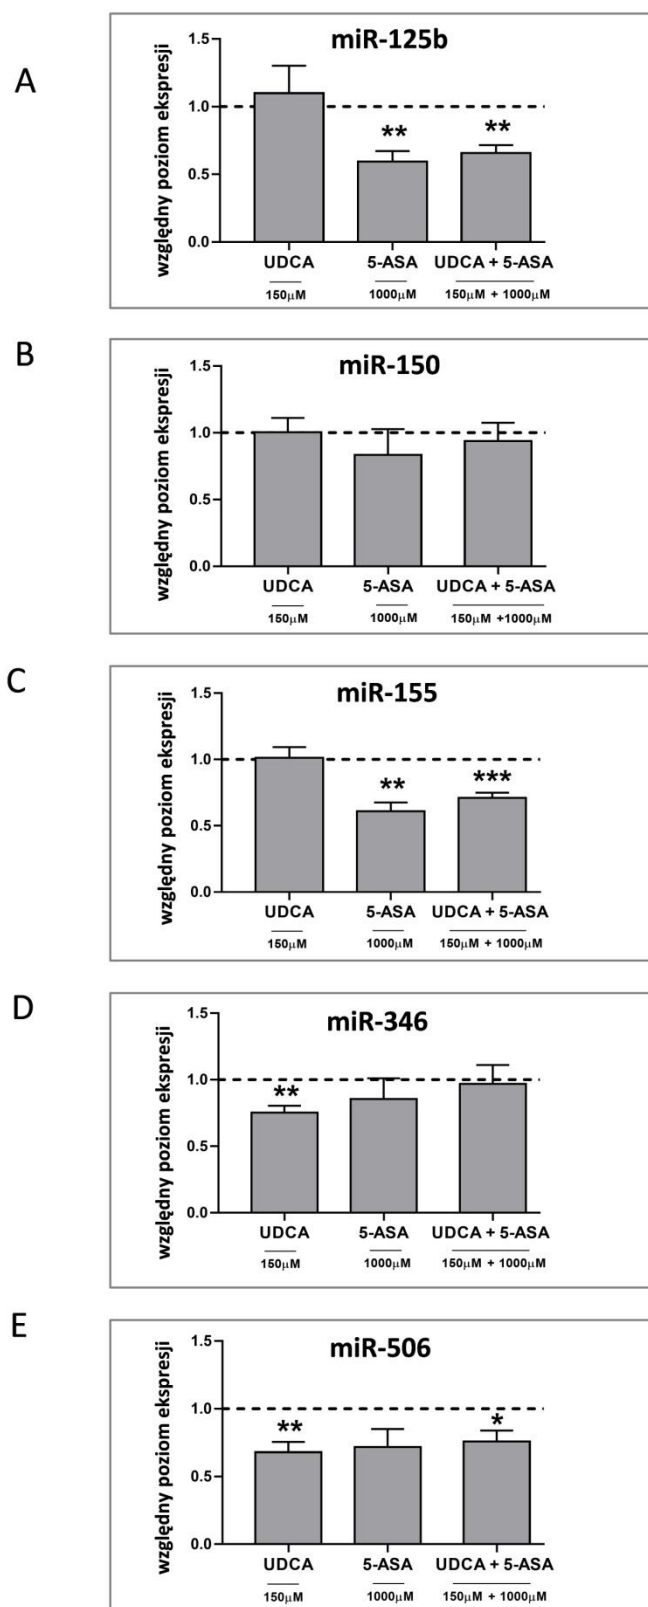 A
miR-125b
względny poziom ekspresji
1.5
1.0
0.5
0.0
**
**
UDCA 5-ASA UDCA + 5-ASA
150μM 1000μM 150μM + 1000μM
B
miR-150
względny poziom ekspresji
1.5
1.0
0.5
0.0
UDCA 5-ASA UDCA + 5-ASA
150μM 1000μM 150μM +1000μM
C
miR-155
względny poziom ekspresji
1.5
1.0
0.5
0.0
**
***
UDCA 5-ASA UDCA + 5-ASA
150μM 1000μM 150μM + 1000μM
D
miR-346
względny poziom ekspresji
1.5
1.0
0.5
0.0
**
UDCA 5-ASA UDCA + 5-ASA
150μM 1000μM 150μM + 1000μM
E
miR-506
względny poziom ekspresji
1.5
1.0
0.5
0.0
**
*
UDCA 5-ASA UDCA + 5-ASA
150μM 1000μM 150μM + 1000μM